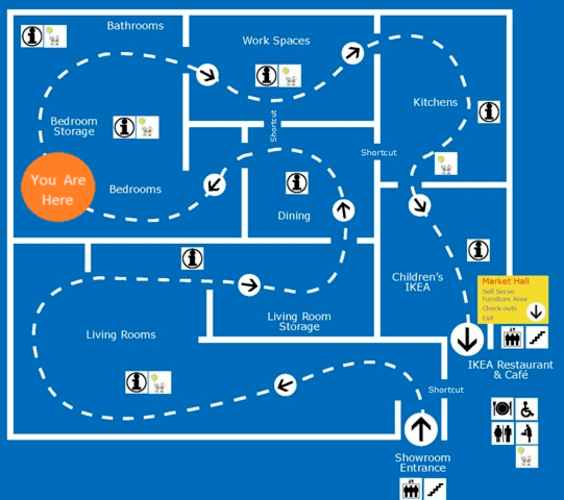 Bathrooms
Work Spaces
Kitchens
Bedroom
Storage
Shortcut
Shortcut
You Are
Here
Bedrooms
Dining
Children's
IKEA
Market Hall
Self Serve
Furniture Area
Check-outs
Exit
Living Room
Storage
Living Rooms
IKEA Restaurant
& Café
Shortcut
Showroom
Entrance